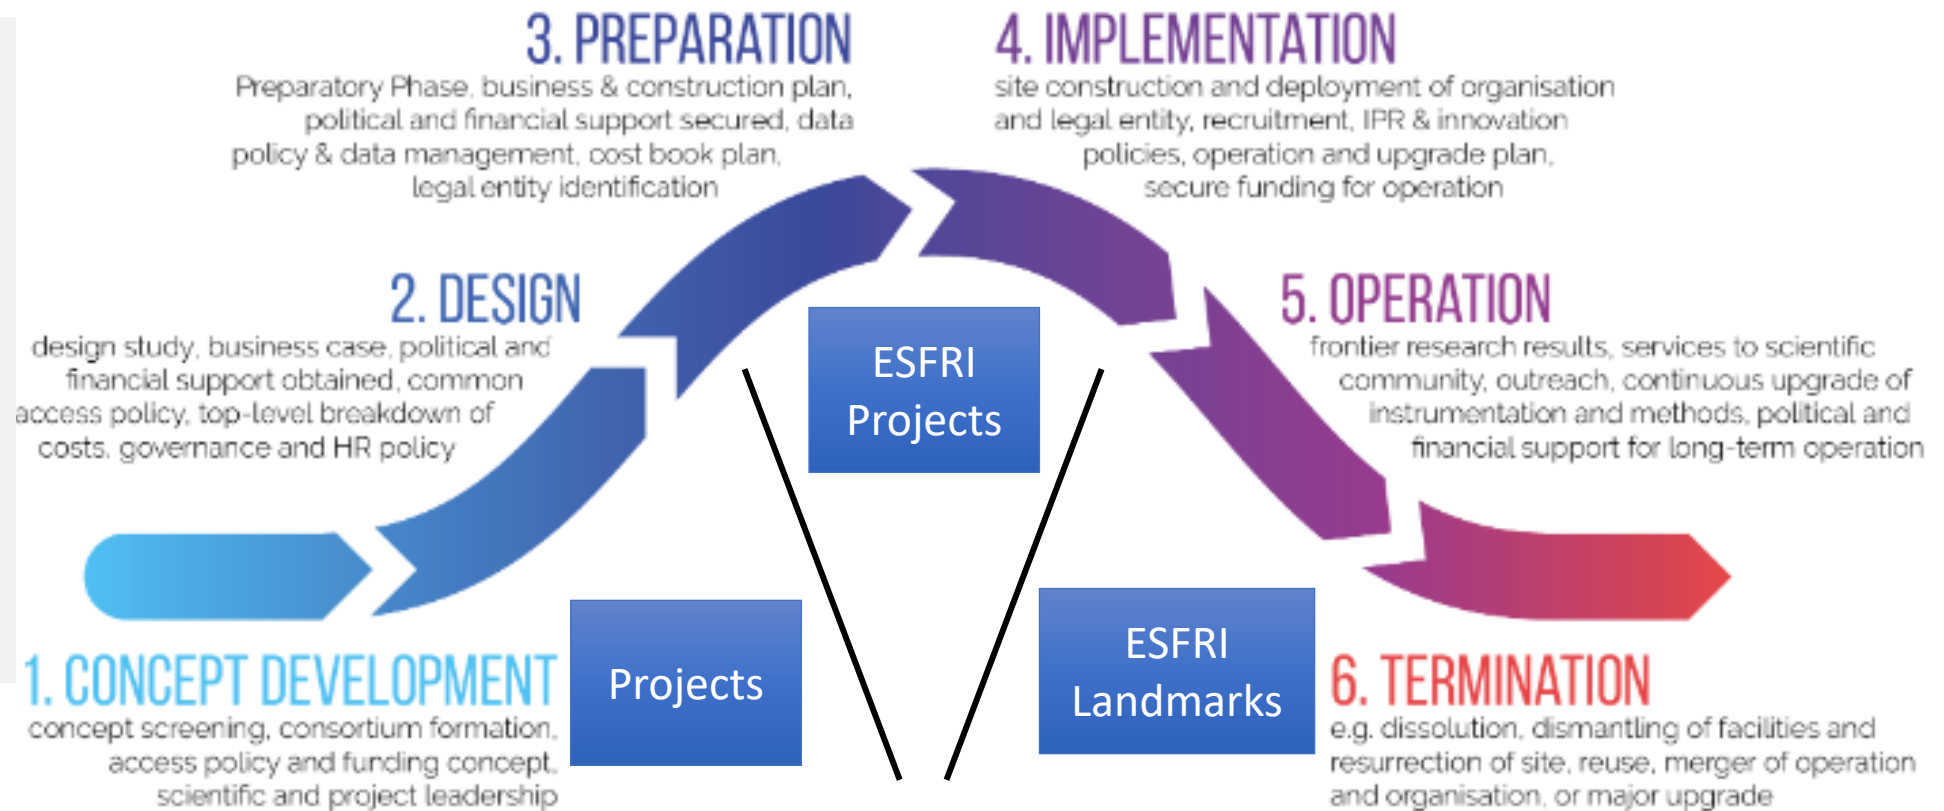 3. PREPARATION
Preparatory Phase, business & construction plan,
political and financial support secured, data
policy & data management, cost book plan,
legal entity identification
4. IMPLEMENTATION
site construction and deployment of organisation
and legal entity, recruitment, IPR & innovation
policies, operation and upgrade plan,
secure funding for operation
2. DESIGN
design study, business case, political and
financial support obtained, common
access policy, top-level breakdown of
costs, governance and HR policy
ESFRI
Projects
5. OPERATION
frontier research results, services to scientific
community, outreach, continuous upgrade of
instrumentation and methods, political and
financial support for long-term operation
1. CONCEPT DEVELOPMENT
concept screening, consortium formation,
access policy and funding concept,
scientific and project leadership
Projects
ESFRI
Landmarks
6. TERMINATION
e.g. dissolution, dismantling of facilities and
resurrection of site, reuse, merger of operation
and organisation, or major upgrade